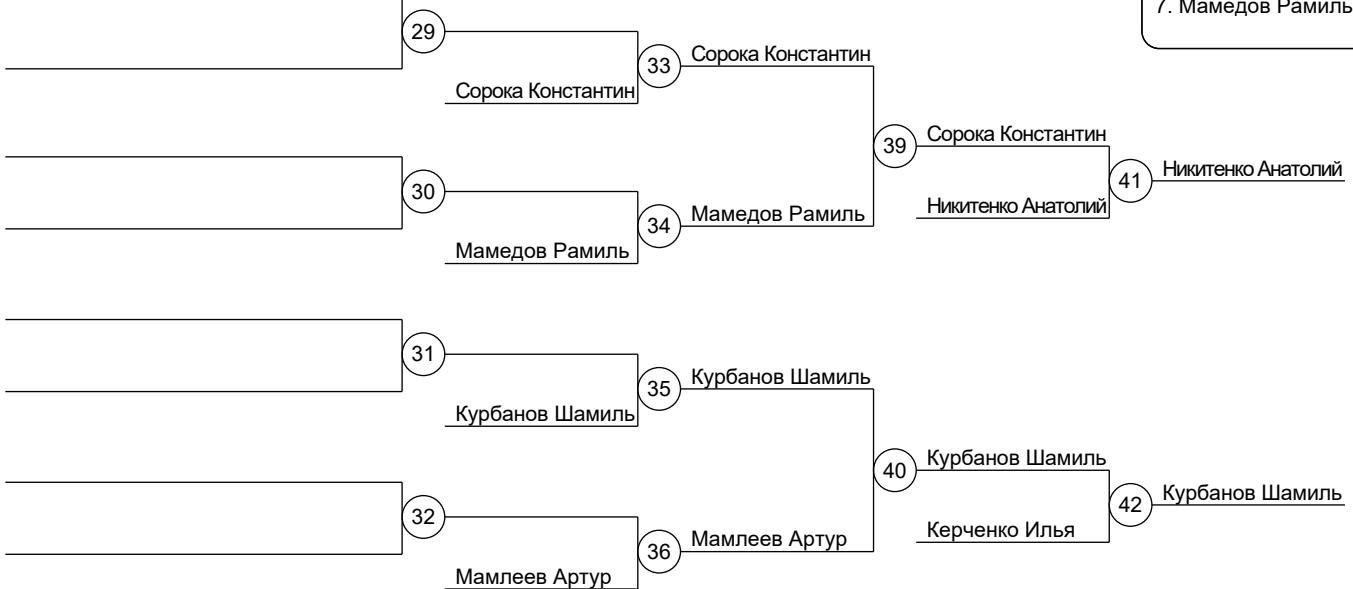 7. Мамедов Рамиль
29
33
Сорока Константин
Сорока Константин
39
Сорока Константин
41
Никитенко Анатолий
30
34
Мамедов Рамиль
Никитенко Анатолий
Мамедов Рамиль
31
35
Курбанов Шамиль
Курбанов Шамиль
40
Курбанов Шамиль
42
Курбанов Шамиль
32
36
Мамлеев Артур
Керченко Илья
Мамлеев Артур